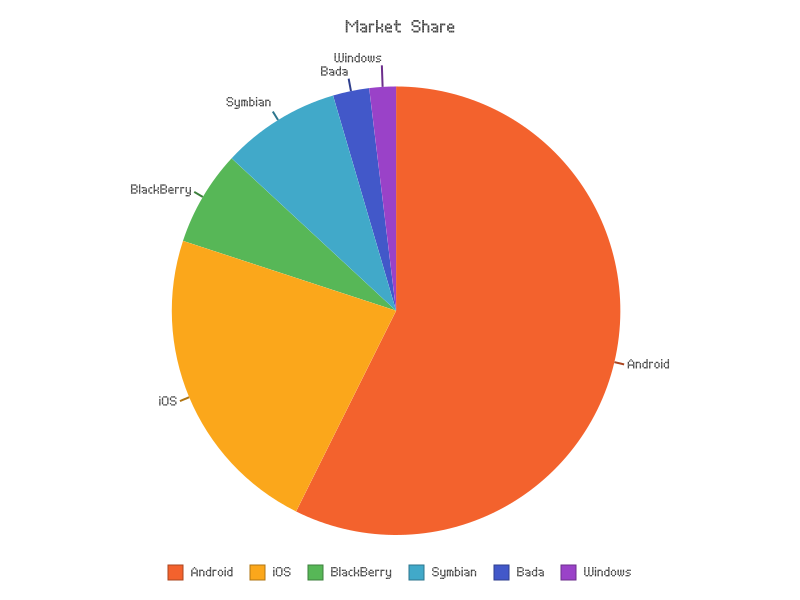 Market Share
Windows
Bada
Symbian
BlackBerry
Android
iOS
Android iOS BlackBerry Symbian Bada Windows